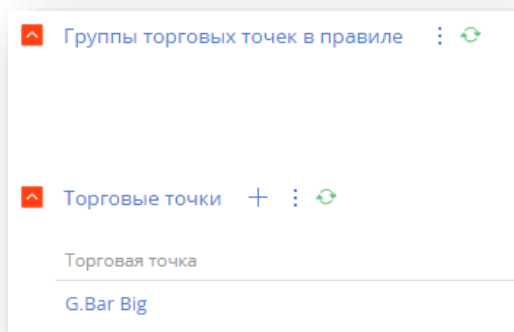 Группы торговых точек в правиле
Торговые точки
Торговая точка
G.Bar Big